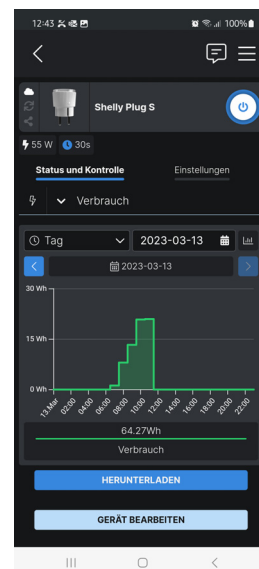 12:43
100%
Shelly Plug S
55 W
30s
Status und Kontrolle
Einstellungen
Verbrauch
Tag
2023-03-13
2023-03-13
30 Wh
15 Wh
0 Wh
13.Mar 02:00 04:00 06:00 08:00 10:00 12:00 14:00 16:00 18:00 20:00 22:00
64.27Wh
Verbrauch
HERUNTERLADEN
GERÄT BEARBEITEN